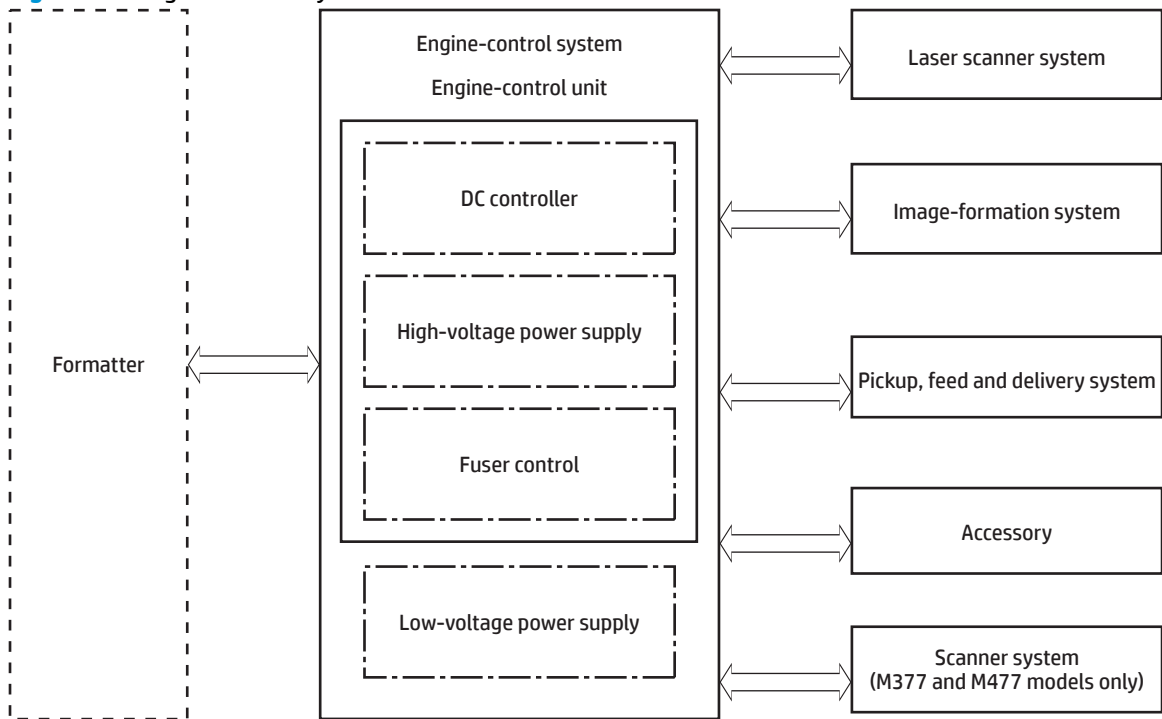 Engine-control system
Engine-control unit
DC controller
High-voltage power supply
Fuser control
Low-voltage power supply
Formatter
Laser scanner system
Image-formation system
Pickup, feed and delivery system
Accessory
Scanner system
(M377 and M477 models only)